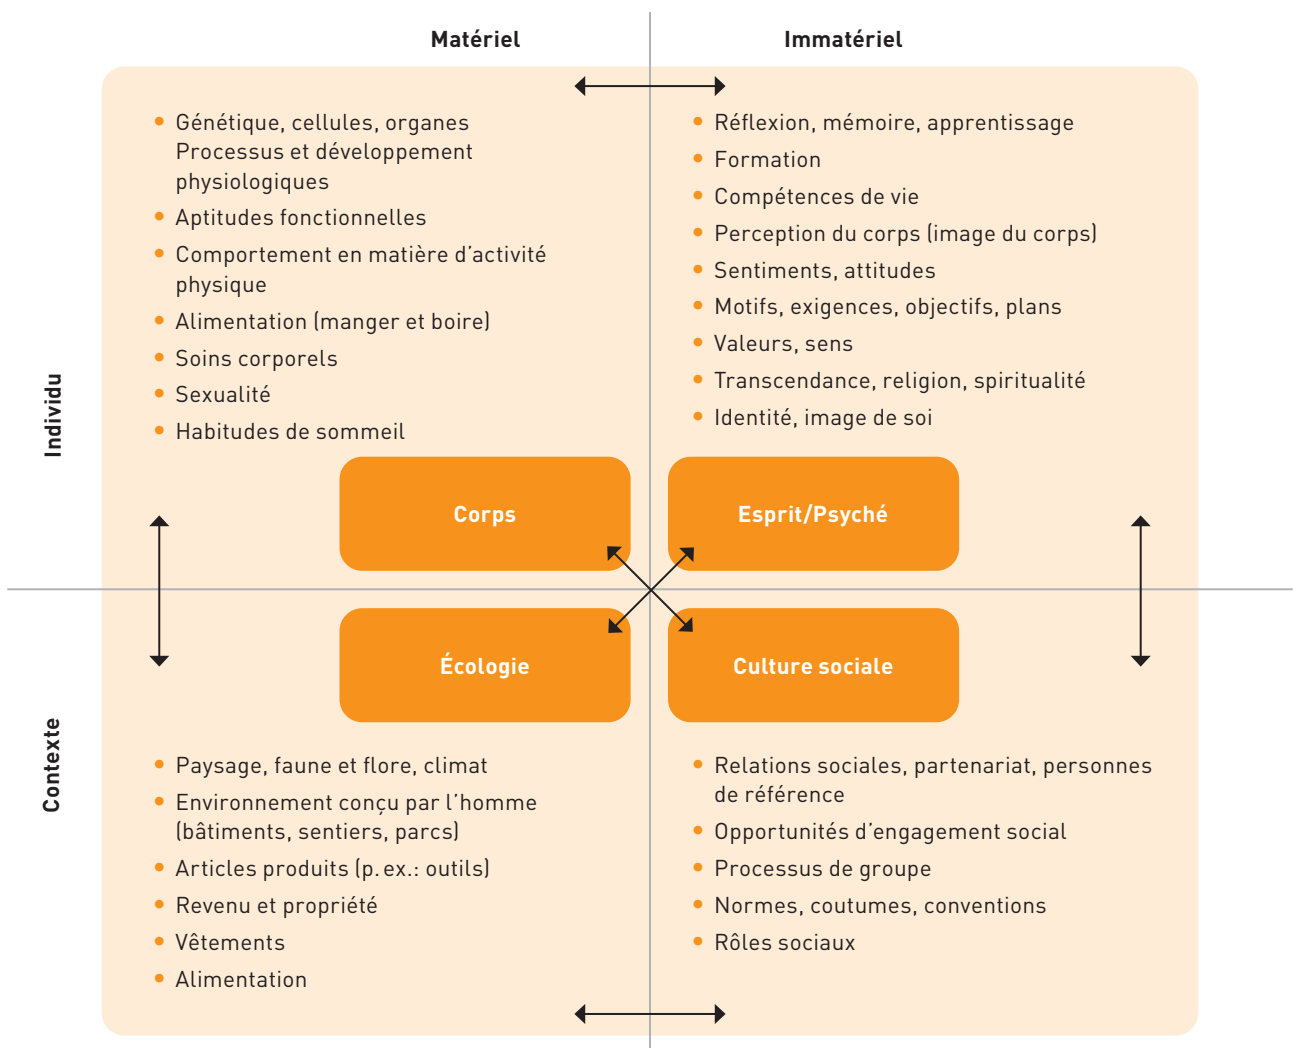 Matériel
Immatériel
Individu
• Génétique, cellules, organes
Processus et développement
physiologiques
• Aptitudes fonctionnelles
• Comportement en matière d'activité
physique
• Alimentation (manger et boire)
• Soins corporels
• Sexualité
• Habitudes de sommeil
• Réflexion, mémoire, apprentissage
• Formation
• Compétences de vie
• Perception du corps (image du corps)
• Sentiments, attitudes
• Motifs, exigences, objectifs, plans
• Valeurs, sens
• Transcendance, religion, spiritualité
• Identité, image de soi
Corps
Esprit/Psyché
Écologie
Culture sociale
Contexte
• Paysage, faune et flore, climat
• Environnement conçu par l'homme
(bâtiments, sentiers, parcs)
• Articles produits (p. ex.: outils)
• Revenu et propriété
• Vêtements
• Alimentation
• Relations sociales, partenariat, personnes
de référence
• Opportunités d'engagement social
• Processus de groupe
• Normes, coutumes, conventions
• Rôles sociaux